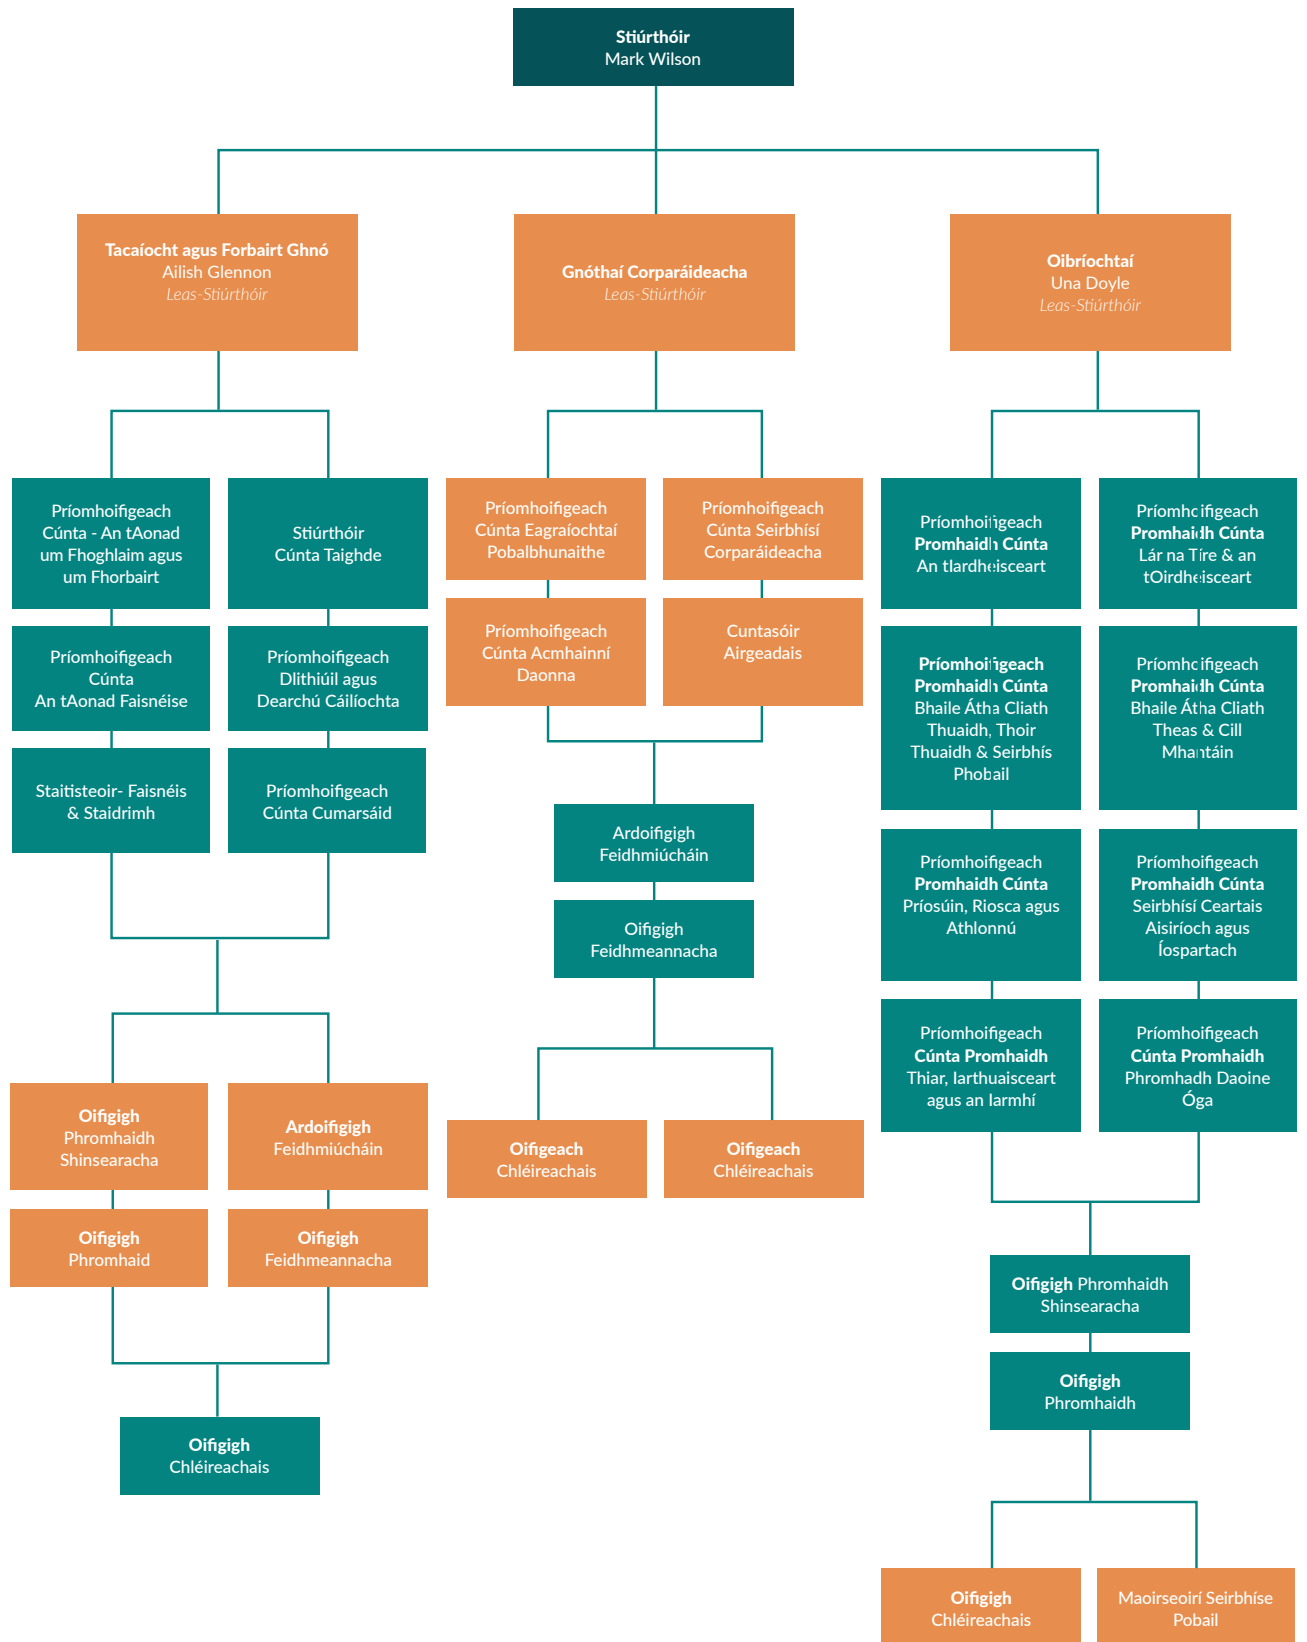 Stiúrthóir
Mark Wilson
Tacaíocht agus Forbairt Ghnó
Ailish Glennon
Leas-Stiúrthóir
Gnóthaí Corparáideacha
Leas-Stiúrthóir
Oibríochtaí
Una Doyle
Leas-Stiúrthóir
Príomhoifigeach
Cúnta - An tAonad
um Fhoghlaim agus
um Fhorbairt
Stiúrthóir
Cúnta Taighde
Príomhoifigeach
Cúnta
An tAonad Faisnéise
Príomhoifigeach
Dlithiúil agus
Dearchú Cáilíochta
Staitisteoir- Faisnéis
& Staidrimh
Príomhoifigeach
Cúnta Cumarsáid
Oifigigh
Phromhaidh
Shinsearacha
Ardoifigigh
Feidhmiúcháin
Oifigigh
Phromhaid
Oifigigh
Feidhmeannacha
Oifigigh
Chléireachais
Príomhoifigeach
Cúnta Eagraíochtaí
Pobalbhunaithe
Príomhoifigeach
Cúnta Seirbhísí
Corparáideacha
Príomhoifigeach
Cúnta Acmhainní
Daonna
Cuntasóir
Airgeadais
Ardoifigigh
Feidhmiúcháin
Oifigigh
Feidhmeannacha
Oifigeach
Chléireachais
Oifigeach
Chléireachais
Príomhoifigeach
Promhaidh Cúnta
An tIardheisceart
Príomhoifigeach
Promhaidh Cúnta
Lár na Tíre & an
tOirdheisceart
Príomhoifigeach
Promhaidh Cúnta
Bhaile Átha Cliath
Thuaidh, Thoir
Thuaidh & Seirbhís
Phobail
Príomhoifigeach
Promhaidh Cúnta
Bhaile Átha Cliath
Theas & Cill
Mhantáin
Príomhoifigeach
Promhaidh Cúnta
Príosúin, Riosca agus
Athlonnú
Príomhoifigeach
Promhaidh Cúnta
Seirbhísí Ceartais
Aisiríoch agus
Íospartach
Príomhoifigeach
Cúnta Promhaidh
Thiar, Iarthuaisceart
agus an Iarmhí
Príomhoifigeach
Cúnta Promhaidh
Phromhadh Daoine
Óga
Oifigigh Phromhaidh
Shinsearacha
Oifigigh
Phromhaidh
Oifigigh
Chléireachais
Maoirseoirí Seirbhíse
Pobail